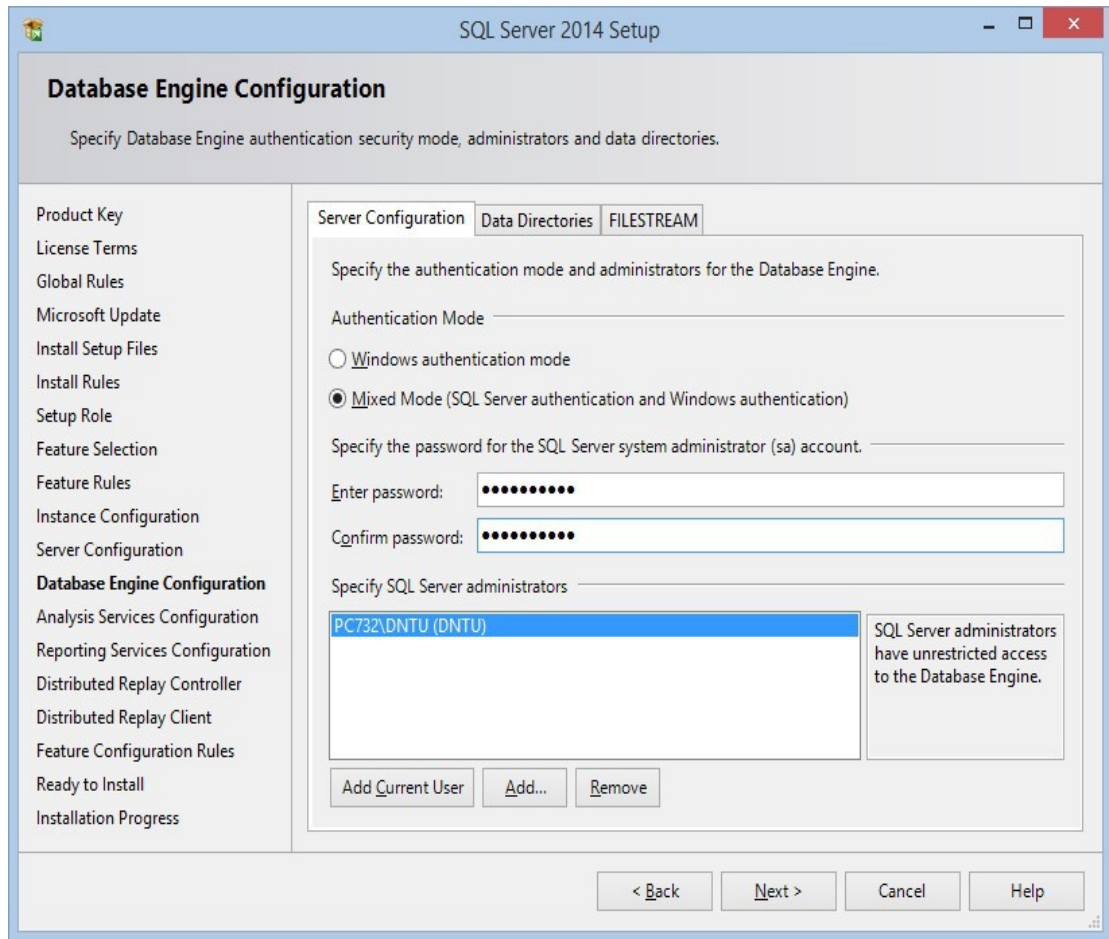 SQL Server 2014 Setup
Database Engine Configuration
Specify Database Engine authentication security mode, administrators and data directories.
Product Key
License Terms
Global Rules
Microsoft Update
Install Setup Files
Install Rules
Setup Role
Feature Selection
Feature Rules
Instance Configuration
Server Configuration
Database Engine Configuration
Analysis Services Configuration
Reporting Services Configuration
Distributed Replay Controller
Distributed Replay Client
Feature Configuration Rules
Ready to Install
Installation Progress
Server Configuration Data Directories FILESTREAM
Specify the authentication mode and administrators for the Database Engine.
Authentication Mode
Windows authentication mode
Mixed Mode (SQL Server authentication and Windows authentication)
Specify the password for the SQL Server system administrator (sa) account.
Enter password: ●●●●●●●●●●
Confirm password: ●●●●●●●●●●
Specify SQL Server administrators
PC732\DNTU (DNTU)
SQL Server administrators
have unrestricted access
to the Database Engine.
Add Current User Add... Remove
< Back Next > Cancel Help